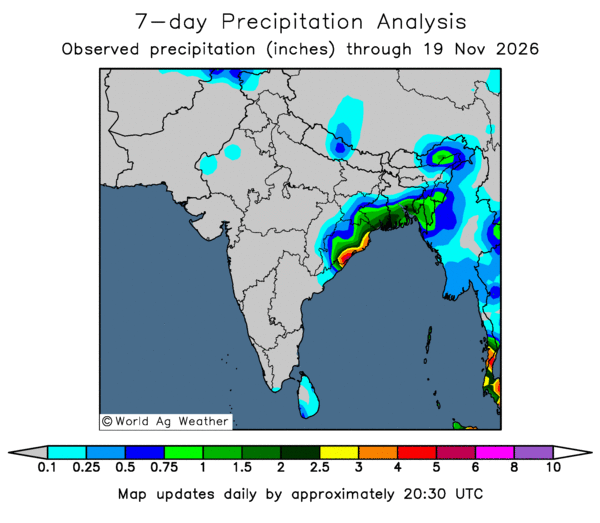 7-day Precipitation Analysis
Observed precipitation (inches) through 19 Nov 2026
©World Ag Weather
0.1 0.25 0.5 0.75 1 1.5 2 2.5 3 4 5 6 8 10
Map updates daily by approximately 20:30 UTC